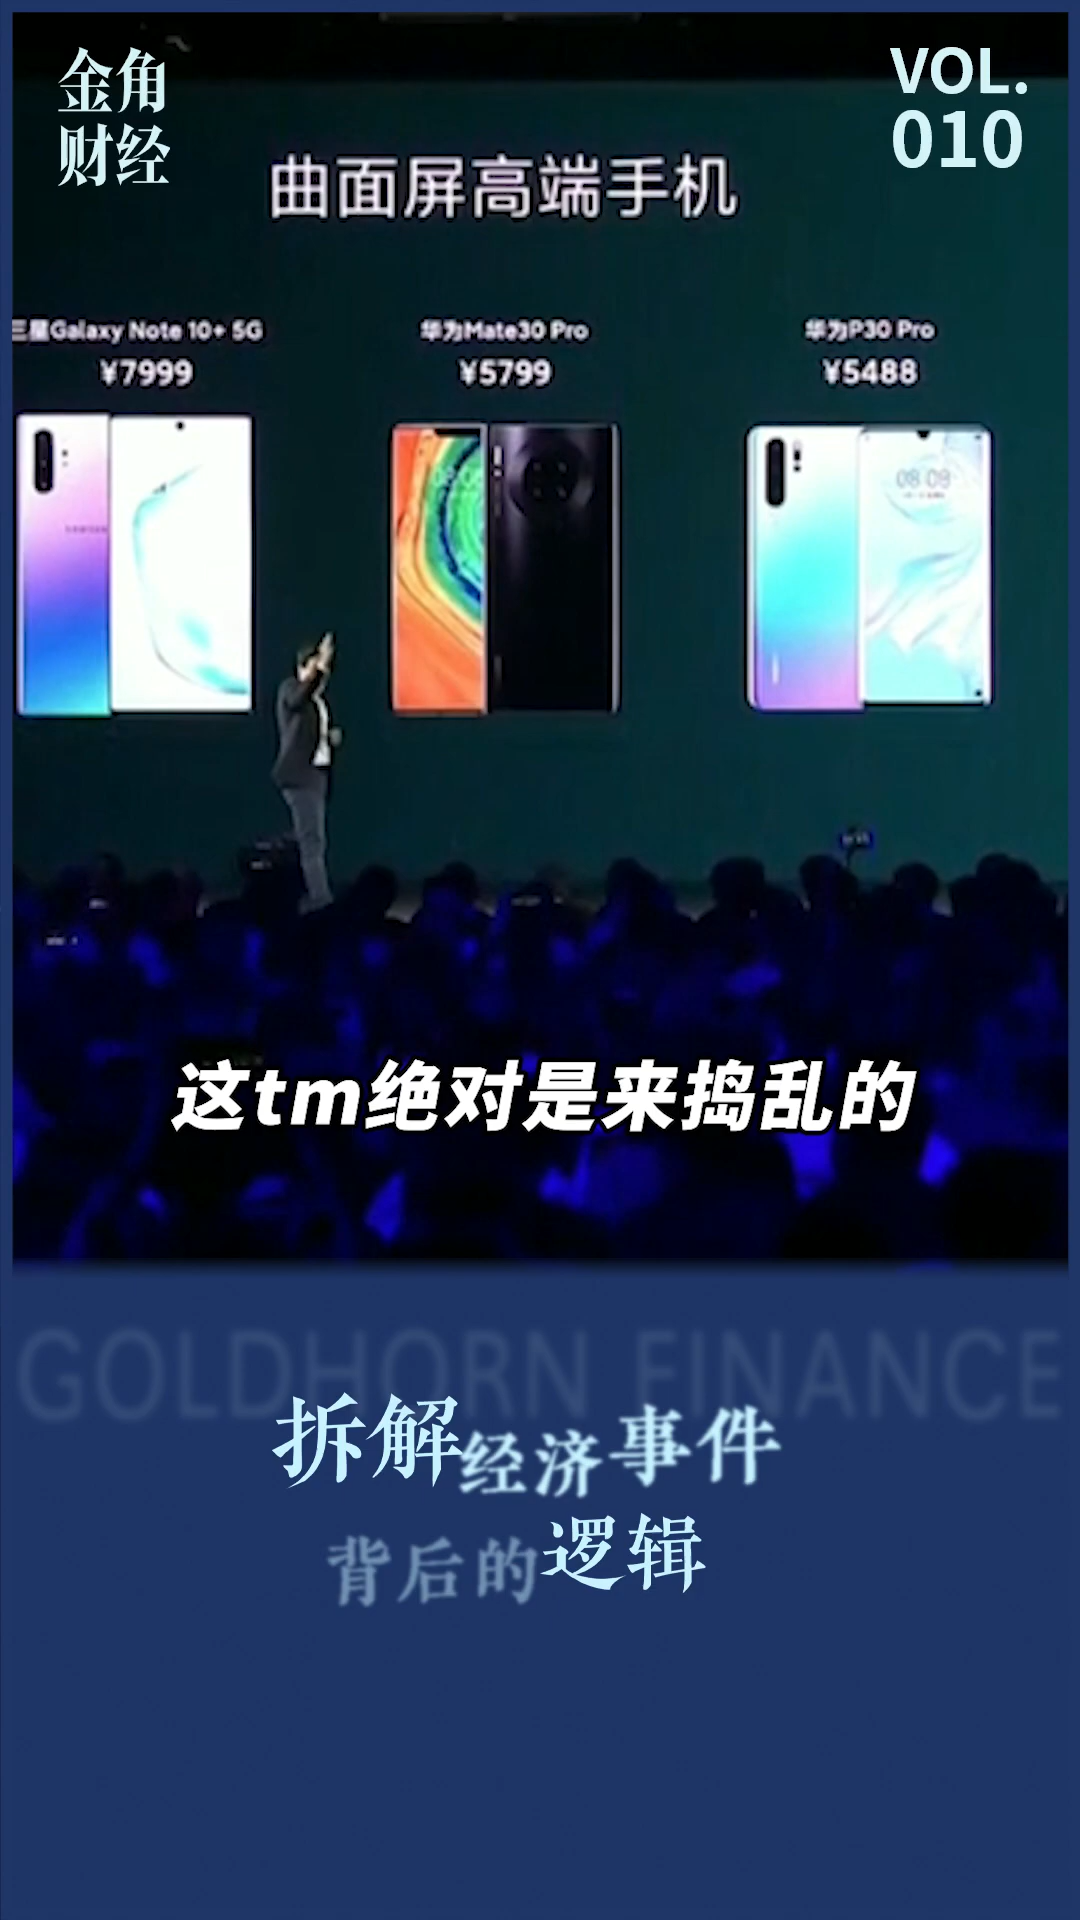 金角
财经
VOL.
010
曲面屏高端手机
三星Galaxy Note 10+ 5G
¥7999
华为Mate30 Pro
¥5799
华为P30 Pro
¥5488
SAMSUNG
08:08
这tm绝对是来捣乱的
GOLDHORN FINANCE
拆解经济事件
背后的逻辑